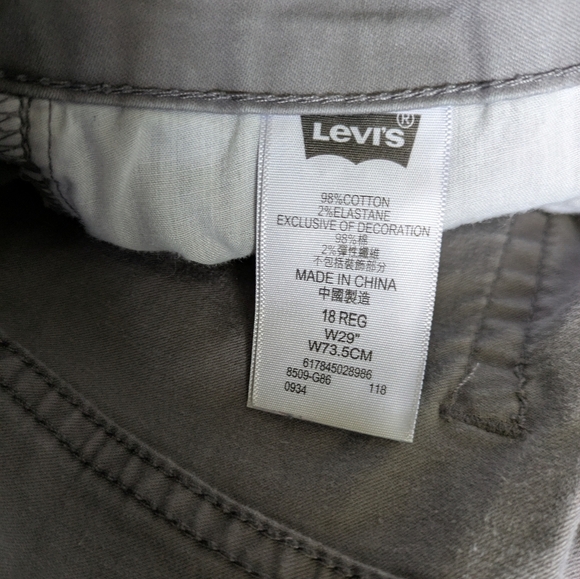 Levi's®
98%COTTON
2%ELASTANE
EXCLUSIVE OF DECORATION
98%棉
2%弹性纖維
不包括裝飾部分
MADE IN CHINA
中國製造
18 REG
W29"
W73.5CM
617845028986
8509-G86 118
0934